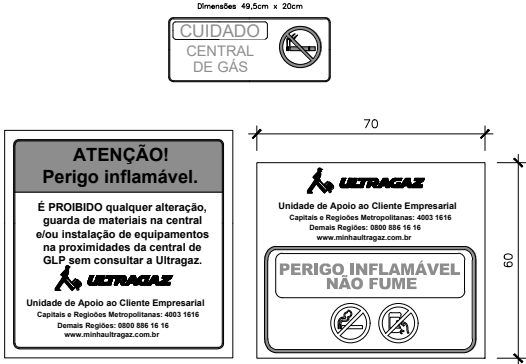 Dimensões 49,5cm x 20cm
CUIDADO
CENTRAL
DE GÁS
ATENÇÃO!
Perigo inflamável.
É PROIBIDO qualquer alteração,
guarda de materiais na central
e/ou instalação de equipamentos
na proximidades da central de
GLP sem consultar a Ultragaz.
ULTRAGAZ
Unidade de Apoio ao Cliente Empresarial
Capitais e Regioões Metropolitanas: 4003 1616
Demais Regiões: 0800 886 16 16
www.minhaultragaz.com.br
70
ULTRAGAZ
Unidade de Apoio ao Cliente Empresarial
Capitais e Regioões Metropolitanas: 4003 1616
Demais Regiões: 0800 886 16 16
www.minhaultragaz.com.br
PERIGO INFLAMÁVEL
NÃO FUME
60